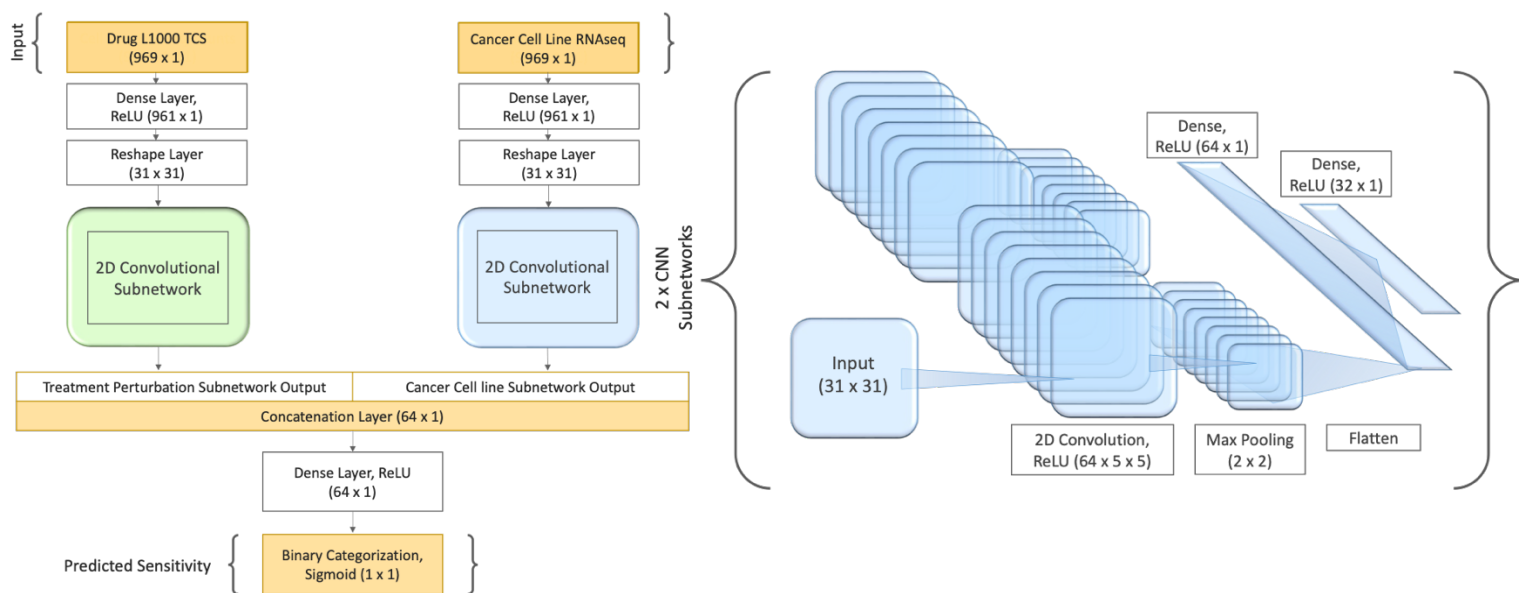 Input
Drug L1000 TCS
(969 x 1)
Cancer Cell Line RNAseq
(969 x 1)
Dense Layer,
ReLU (961 x 1)
Dense Layer,
ReLU (961 x 1)
Reshape Layer
(31 x 31)
Reshape Layer
(31 x 31)
2D Convolutional
Subnetwork
2D Convolutional
Subnetwork
Treatment Perturbation Subnetwork Output
Cancer Cell line Subnetwork Output
Concatenation Layer (64 x 1)
Dense Layer, ReLU
(64 x 1)
Predicted Sensitivity
Binary Categorization,
Sigmoid (1 x 1)
2 x CNN
Subnetworks
Input
(31 x 31)
2D Convolution,
ReLU (64 x 5 x 5)
Max Pooling
(2 x 2)
Flatten
Dense,
ReLU (64 x 1)
Dense,
ReLU (32 x 1)